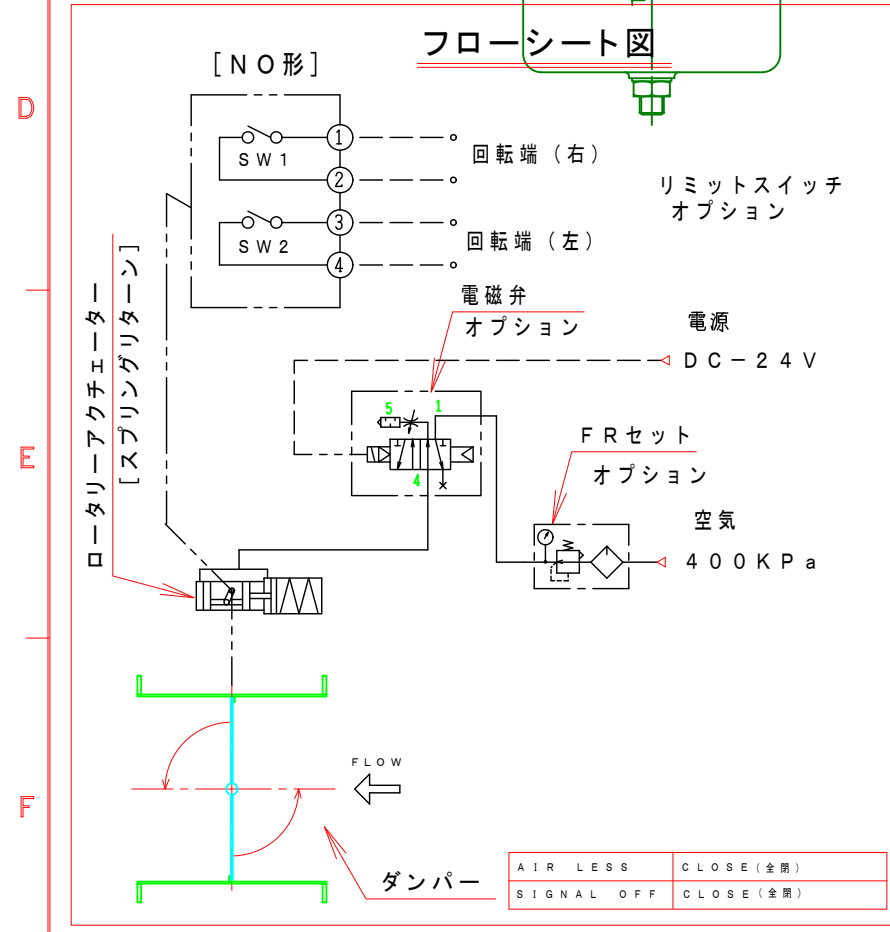 フローシート図
[NO形]
D
SW1
1
2
回転端(右)
リミットスイッチ
オプション
SW2
3
4
回転端(左)
ロータリーアクチェーター
[スプリングリターン]
電磁弁
オプション
電源
DC-24V
5
1
4
E
FRセット
オプション
空気
400KPa
FLOW
F
ダンパー
AIR LESS CLOSE(全閉)
SIGNAL OFF CLOSE(全閉)